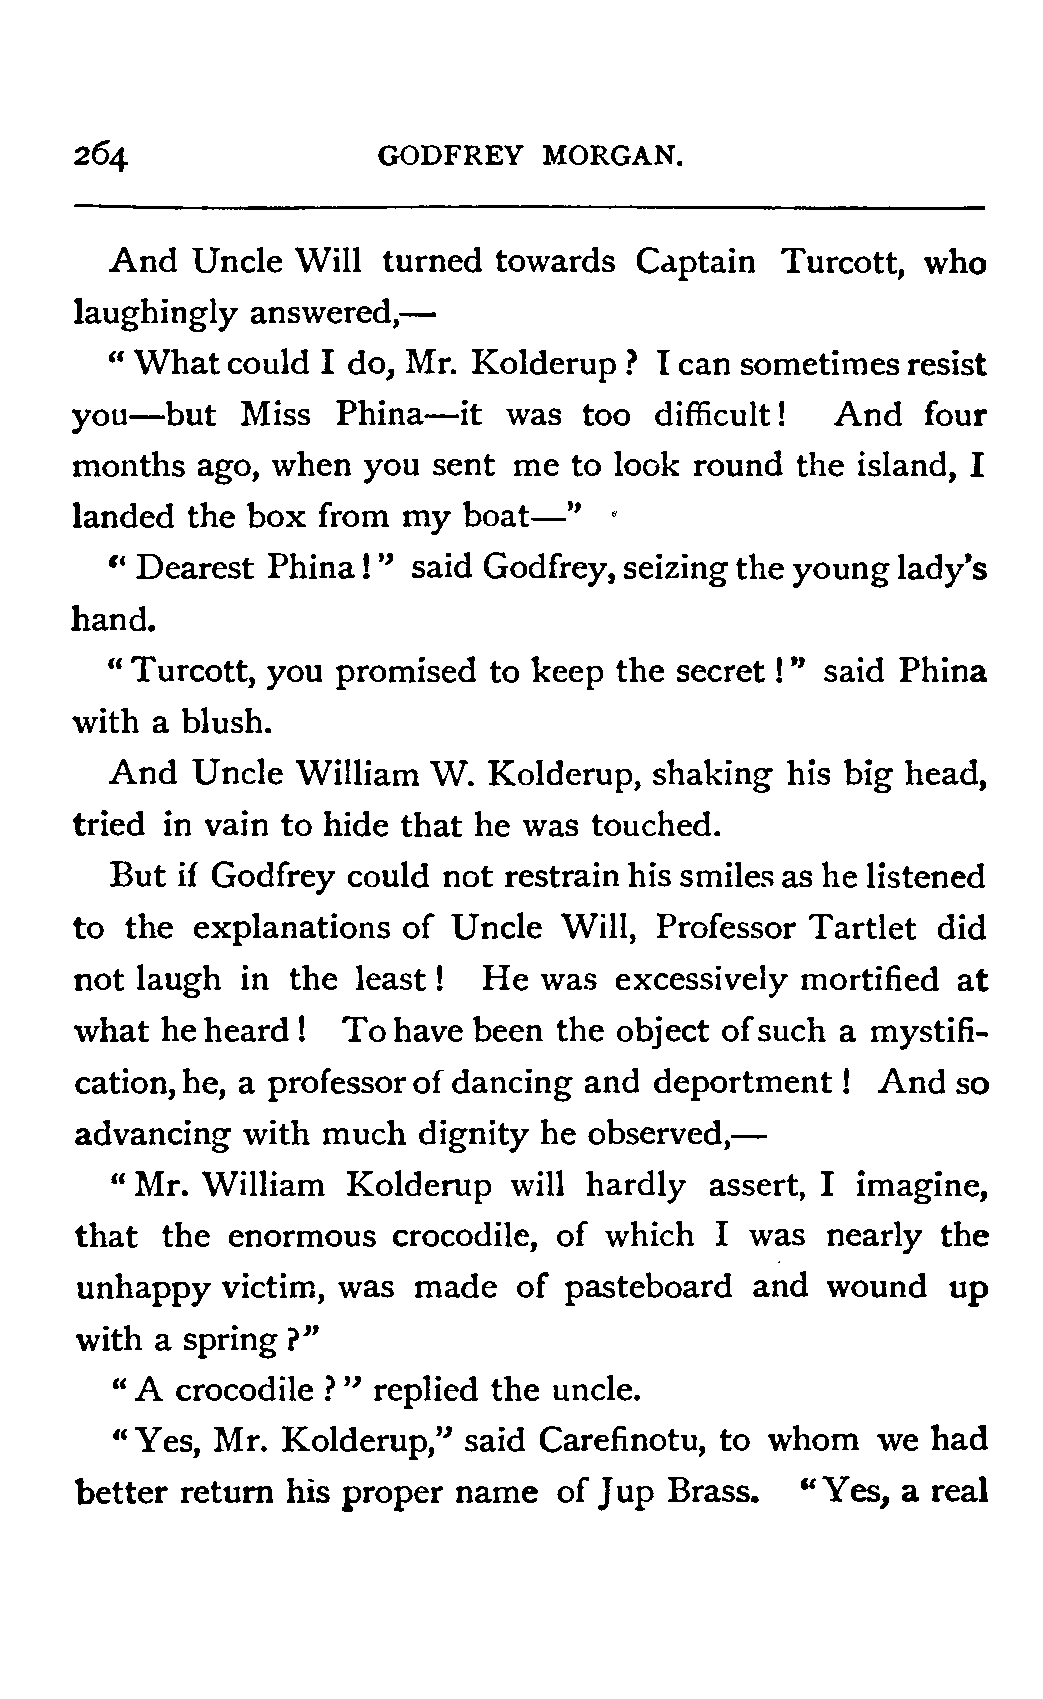 264 GODFREY MORGAN.
And Uncle Will turned towards Captain Turcott, who
laughingly answered,—
“What could I do, Mr. Kolderup? I can sometimes resist
you—but Miss Phina—it was too difficult! And four
months ago, when you sent me to look round the island, I
landed the box from my boat—”
“Dearest Phina!” said Godfrey, seizing the young lady's
hand.
“Turcott, you promised to keep the secret!” said Phina
with a blush.
And Uncle William W. Kolderup, shaking his big head,
tried in vain to hide that he was touched.
But if Godfrey could not restrain his smiles as he listened
to the explanations of Uncle Will, Professor Tartlet did
not laugh in the least! He was excessively mortified at
what he heard! To have been the object of such a mystifi-
cation, he, a professor of dancing and deportment! And so
advancing with much dignity he observed,—
“Mr. William Kolderup will hardly assert, I imagine,
that the enormous crocodile, of which I was nearly the
unhappy victim, was made of pasteboard and wound up
with a spring?”
“A crocodile?” replied the uncle.
“Yes, Mr. Kolderup,” said Carefinotu, to whom we had
better return his proper name of Jup Brass. “Yes, a real